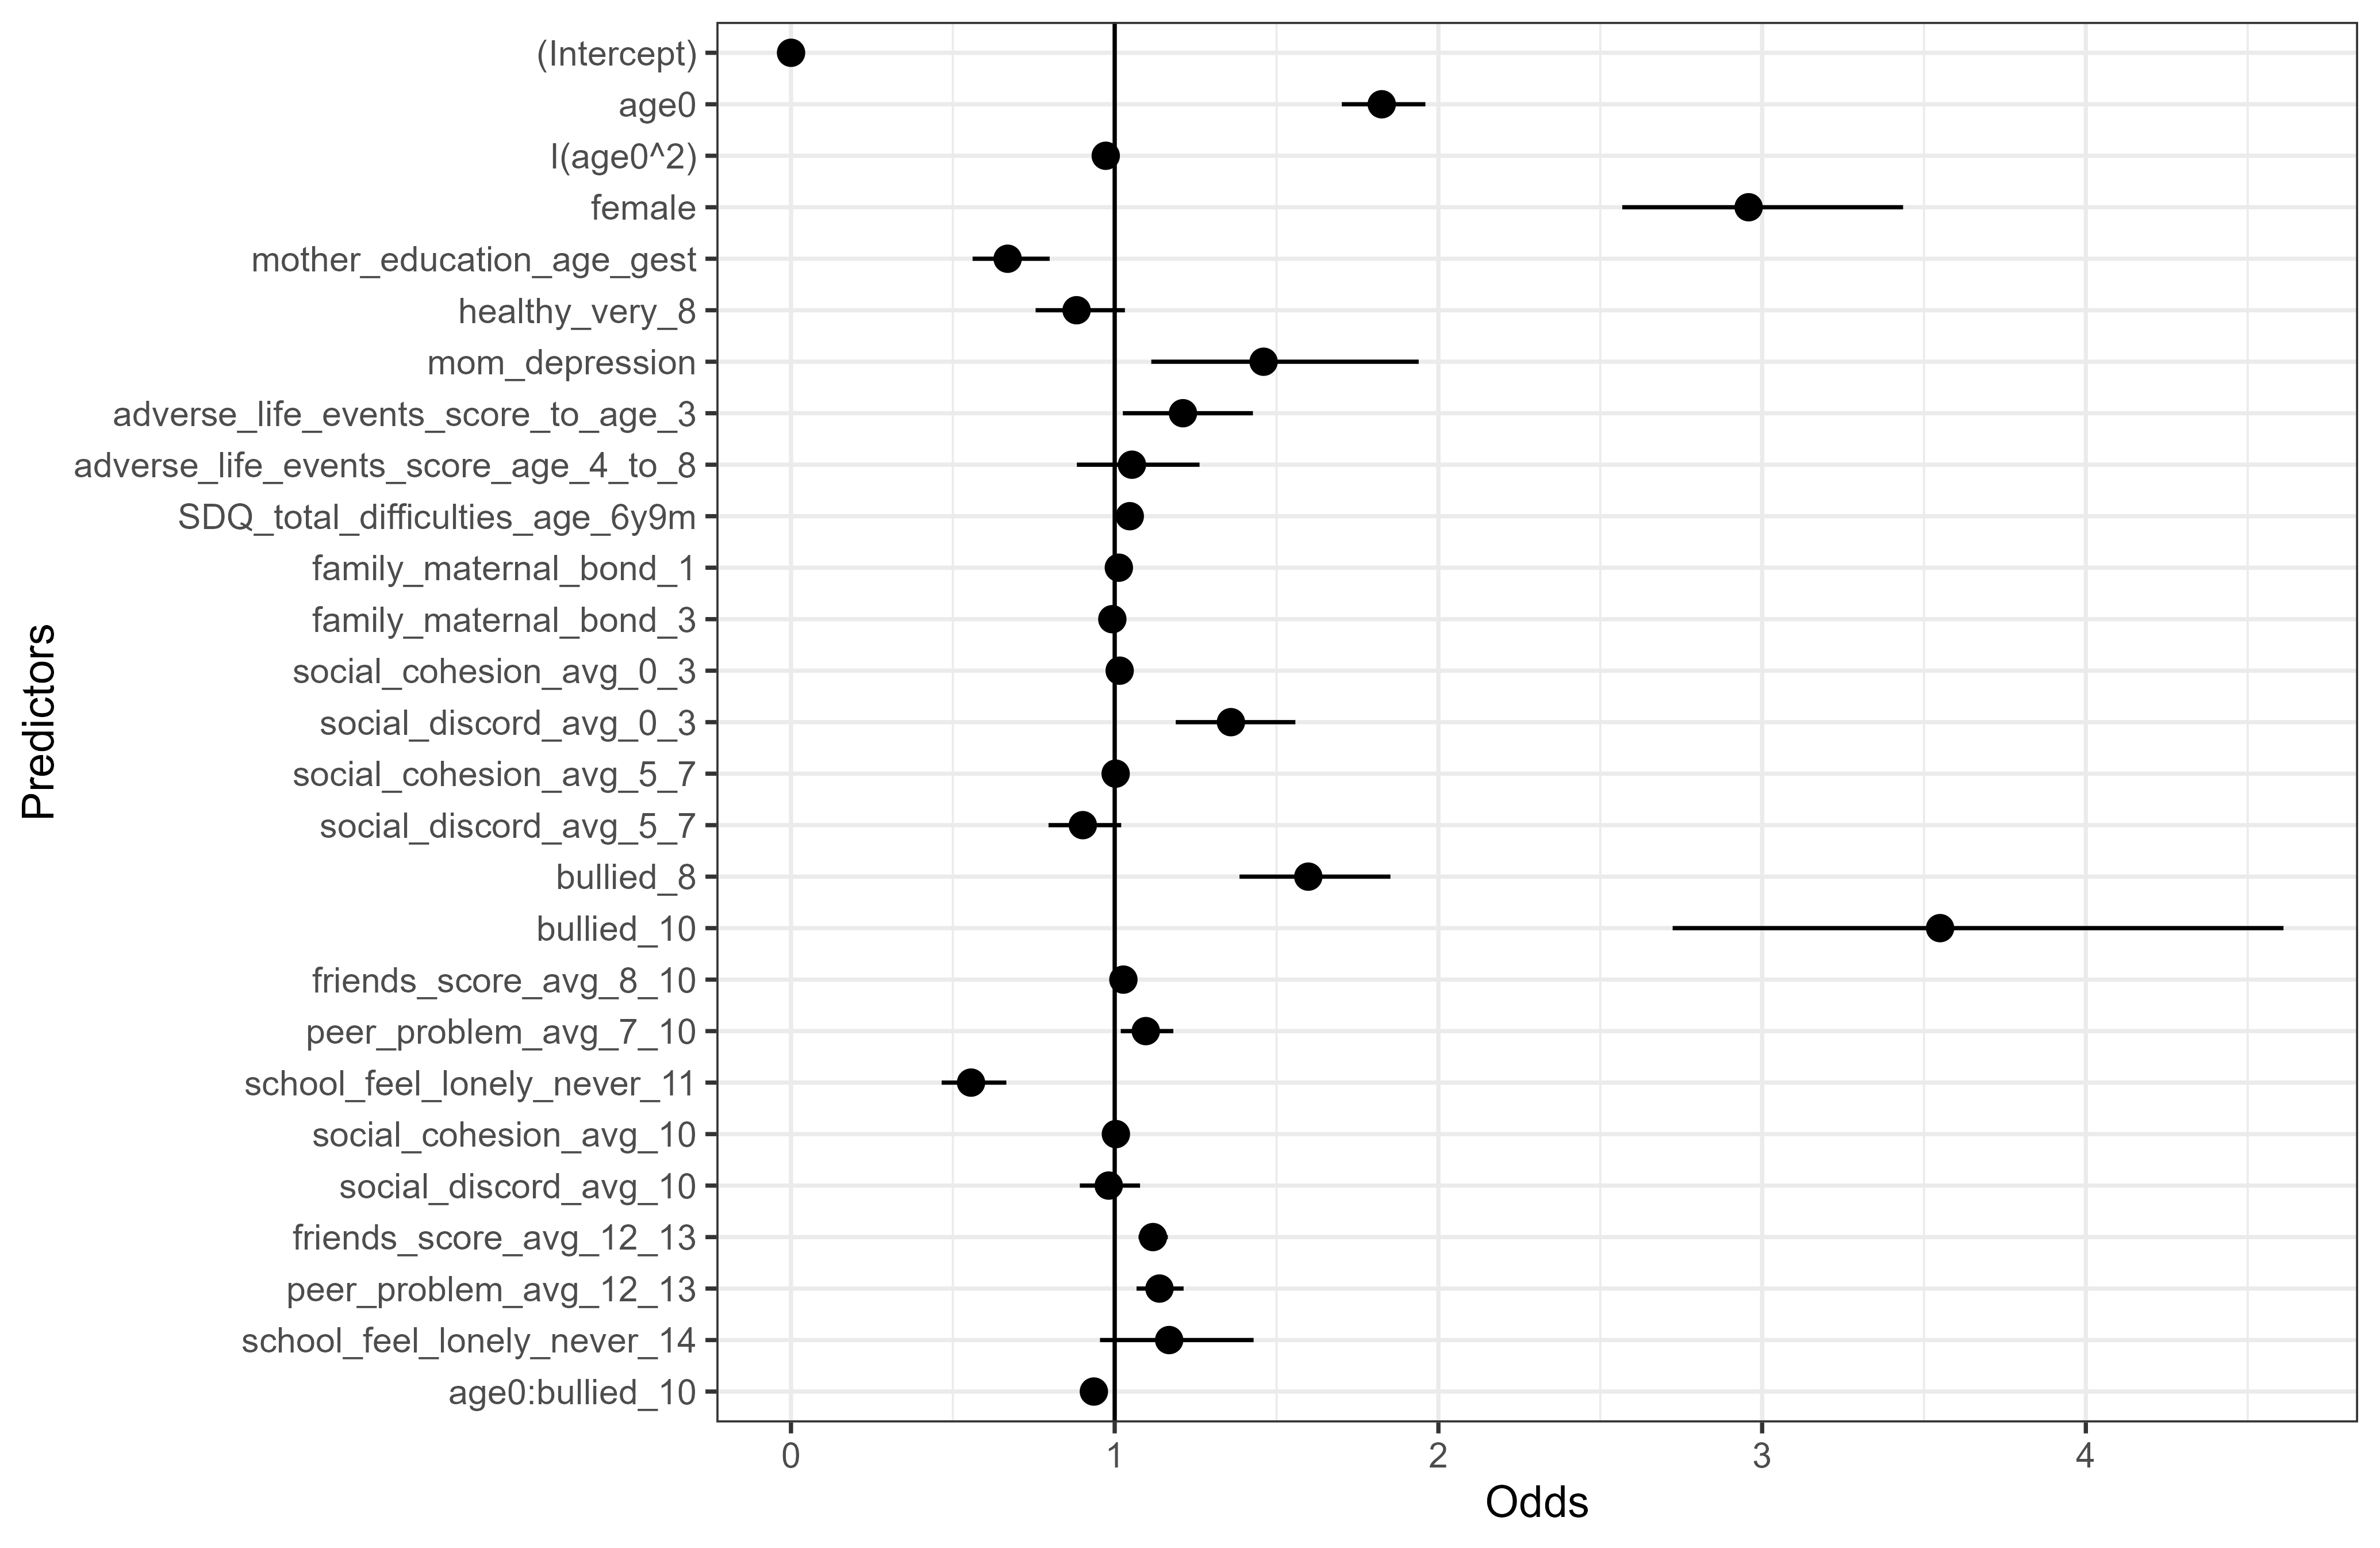 (Intercept)
age0
I(age0^2)
female
mother_education_age_gest
healthy_very_8
mom_depression
adverse_life_events_score_to_age_3
adverse_life_events_score_age_4_to_8
SDQ_total_difficulties_age_6y9m
family_maternal_bond_1
family_maternal_bond_3
social_cohesion_avg_0_3
social_discord_avg_0_3
social_cohesion_avg_5_7
social_discord_avg_5_7
bullied_8
bullied_10
friends_score_avg_8_10
peer_problem_avg_7_10
school_feel_lonely_never_11
social_cohesion_avg_10
social_discord_avg_10
friends_score_avg_12_13
peer_problem_avg_12_13
school_feel_lonely_never_14
age0:bullied_10
Predictors
0 1 2 3 4
Odds